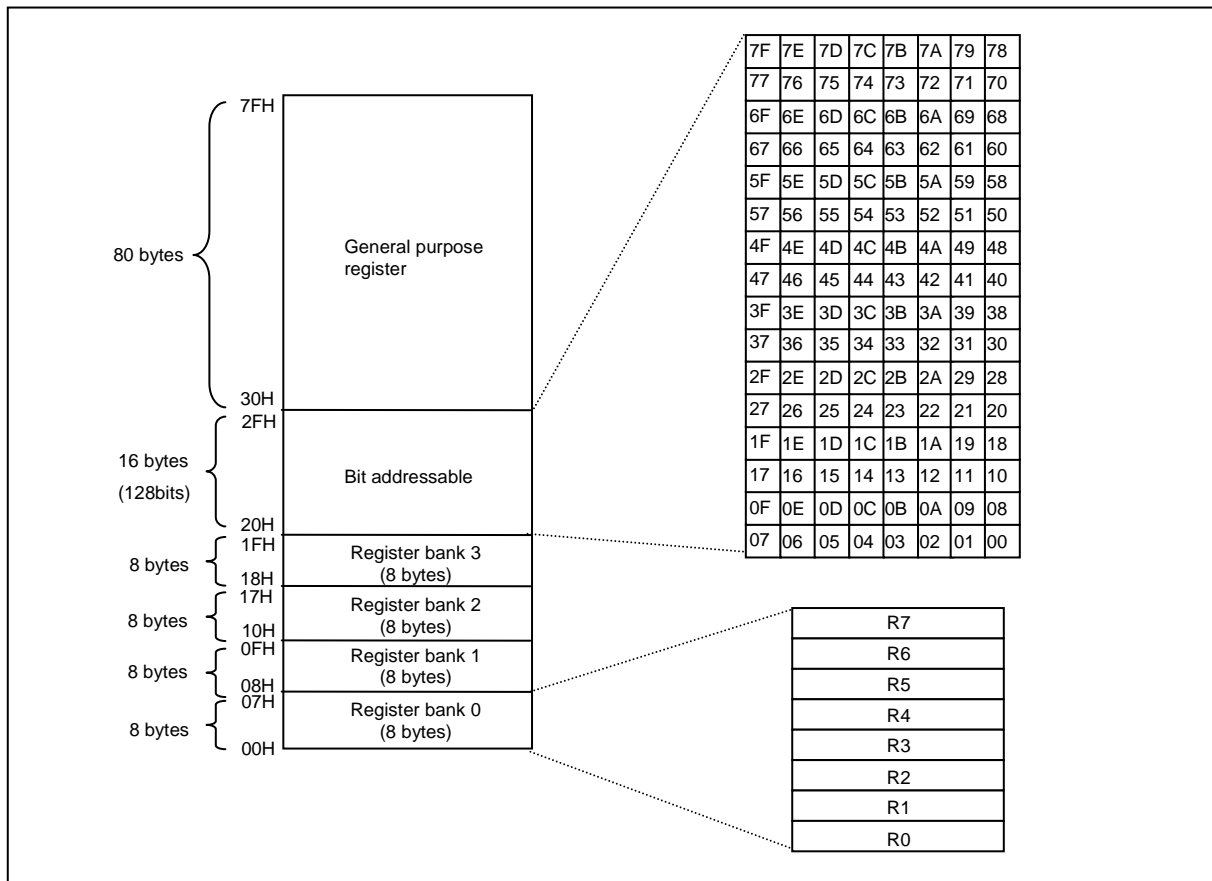 7FH
80 bytes
General purpose
register
30H
2FH
16 bytes
(128bits)
Bit addressable
20H
1FH
8 bytes
Register bank 3
(8 bytes)
18H
17H
8 bytes
Register bank 2
(8 bytes)
10H
0FH
8 bytes
Register bank 1
(8 bytes)
08H
07H
8 bytes
Register bank 0
(8 bytes)
00H
7F 7E 7D 7C 7B 7A 79 78
77 76 75 74 73 72 71 70
6F 6E 6D 6C 6B 6A 69 68
67 66 65 64 63 62 61 60
5F 5E 5D 5C 5B 5A 59 58
57 56 55 54 53 52 51 50
4F 4E 4D 4C 4B 4A 49 48
47 46 45 44 43 42 41 40
3F 3E 3D 3C 3B 3A 39 38
37 36 35 34 33 32 31 30
2F 2E 2D 2C 2B 2A 29 28
27 26 25 24 23 22 21 20
1F 1E 1D 1C 1B 1A 19 18
17 16 15 14 13 12 11 10
0F 0E 0D 0C 0B 0A 09 08
07 06 05 04 03 02 01 00
R7
R6
R5
R4
R3
R2
R1
R0